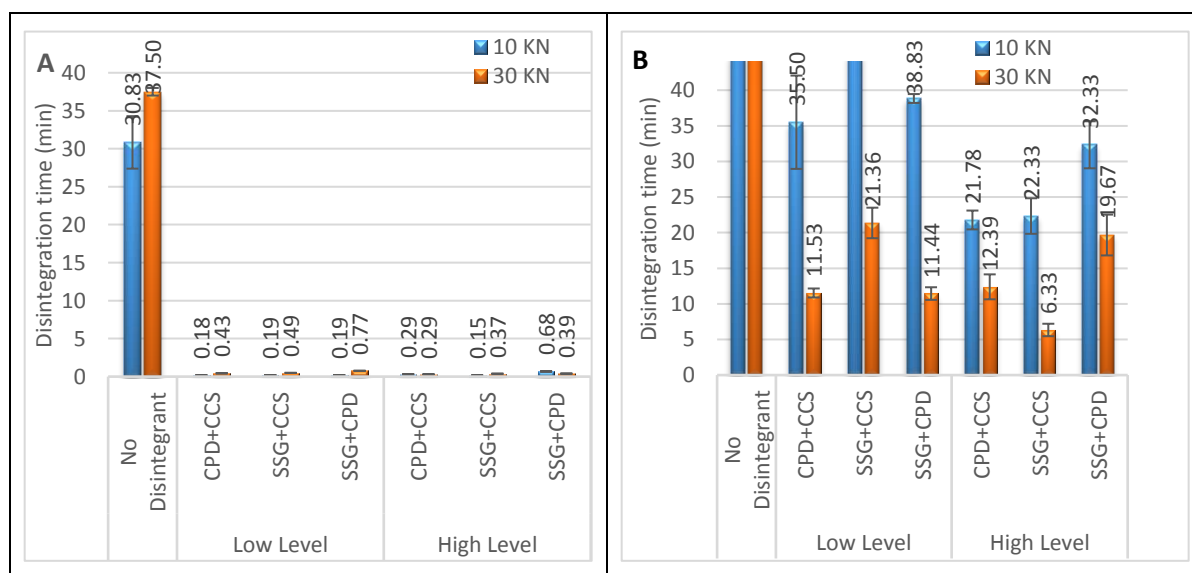 A
10 KN
30 KN
Disintegration time (min)
40
35
30
25
20
15
10
5
0
30.83
37.50
0.18
0.43
0.19
0.49
0.19
0.77
0.29
0.29
0.15
0.37
0.68
0.39
No
Disintegrant
CPD+CCS
SSG+CCS
SSG+CPD
CPD+CCS
SSG+CCS
SSG+CPD
Low Level
High Level
B
10 KN
30 KN
Disintegration time (min)
40
35
30
25
20
15
10
5
0
35.50
11.53
21.36
38.83
11.44
21.78
12.39
22.33
6.33
32.33
19.67
No
Disintegrant
CPD+CCS
SSG+CCS
SSG+CPD
CPD+CCS
SSG+CCS
SSG+CPD
Low Level
High Level